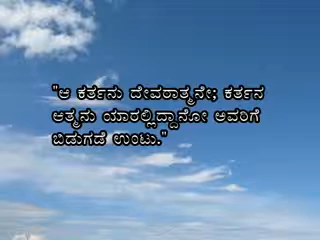 "ಆ ಕರ್ತನು ದೇವರಾತ್ಮನೇ; ಕರ್ತನ
ಆತ್ಮನು ಯಾರಲ್ಲಿದ್ದಾನೋ ಅವರಿಗೆ
ಬಿಡುಗಡೆ ಉಂಟು."